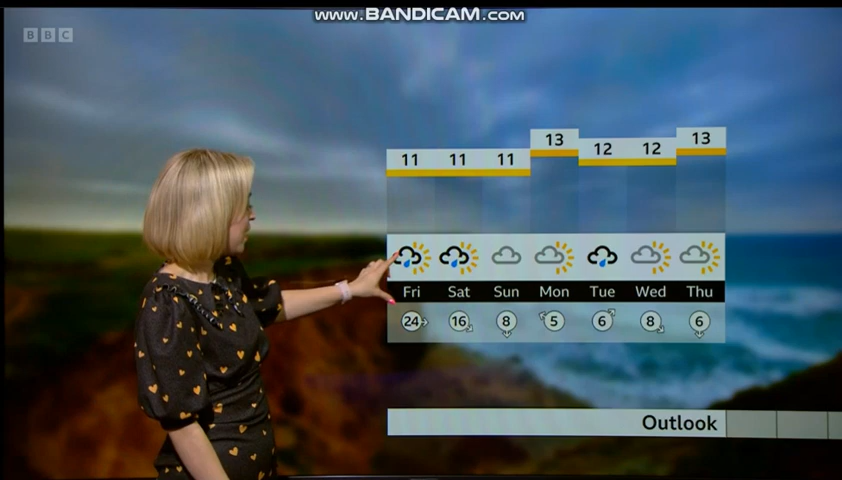 www.BANDICAM.com
BBC
11 11 11 13 12 12 13
Fri Sat Sun Mon Tue Wed Thu
24 16 8 5 6 8 6
Outlook